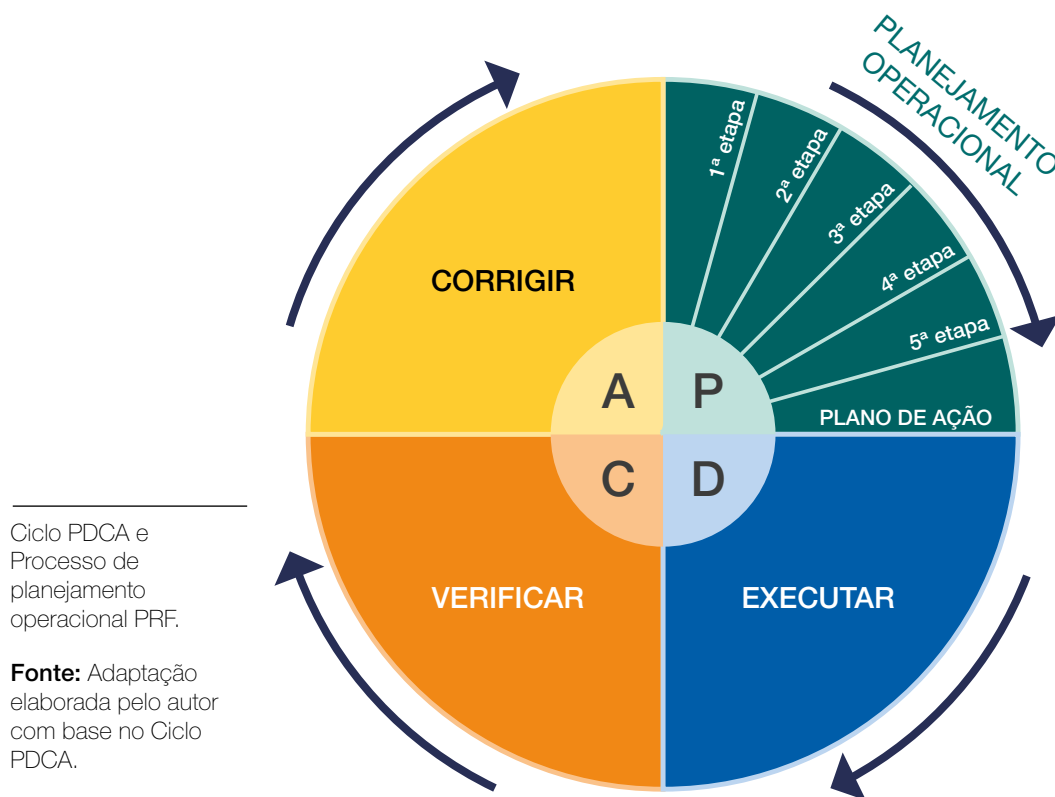 PLANEJAMENTO
OPERACIONAL
1ª etapa
2ª etapa
3ª etapa
4ª etapa
5ª etapa
PLANO DE AÇÃO
CORRIGIR
A
P
C
D
VERIFICAR
EXECUTAR
Ciclo PDCA e
Processo de
planejamento
operacional PRF.
Fonte: Adaptação
elaborada pelo autor
com base no Ciclo
PDCA.